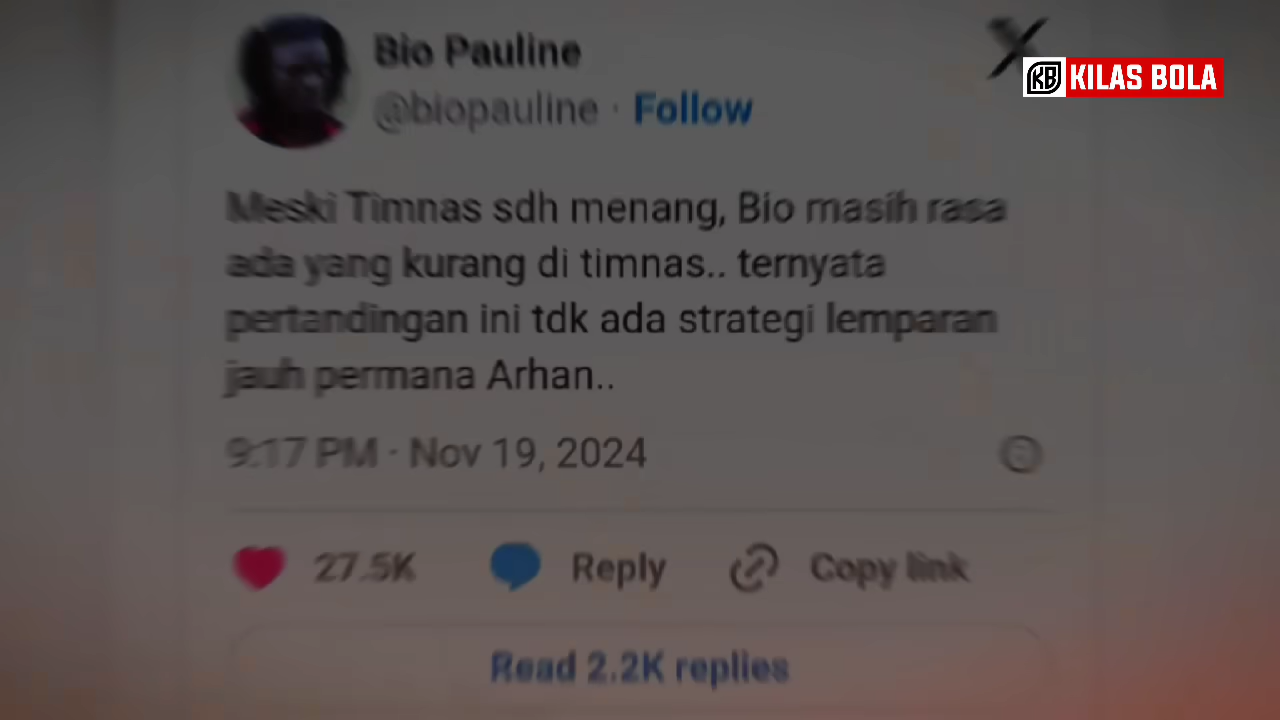 Bio Pauline
KB KILAS BOLA
@biopauline · Follow
Meski Timnas sdh menang, Bio masih rasa
ada yang kurang di timnas.. ternyata
pertandingan ini tdk ada strategi lemparan
jauh permana Arhan..
9:17 PM · Nov 19, 2024
27.5K Reply Copy link
Read 2.2K replies